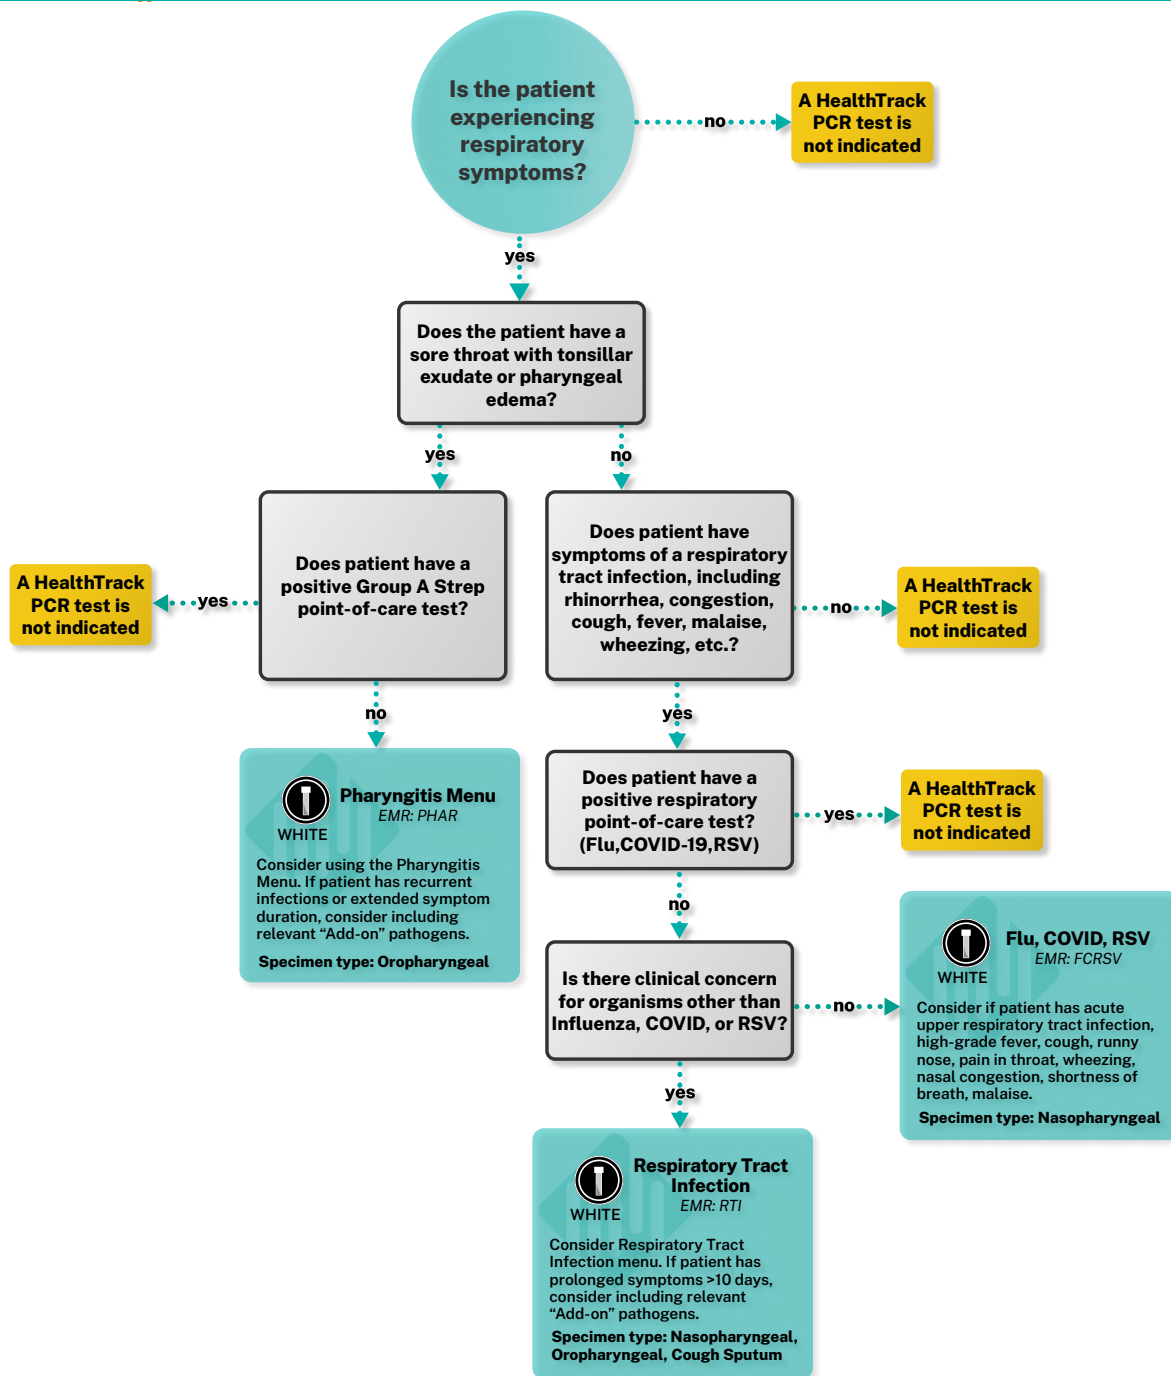 Is the patient
experiencing
respiratory
symptoms?
no
A HealthTrack
PCR test is
not indicated
yes
Does the patient have a
sore throat with tonsillar
exudate or pharyngeal
edema?
yes
no
Does patient have a
positive Group A Strep
point-of-care test?
yes
A HealthTrack
PCR test is
not indicated
Does patient have
symptoms of a respiratory
tract infection, including
rhinorrhea, congestion,
cough, fever, malaise,
wheezing, etc.?
no
A HealthTrack
PCR test is
not indicated
no
yes
Pharyngitis Menu
EMR: PHAR
WHITE
Consider using the Pharyngitis
Menu. If patient has recurrent
infections or extended symptom
duration, consider including
relevant “Add-on” pathogens.
Specimen type: Oropharyngeal
Does patient have a
positive respiratory
point-of-care test?
(Flu,COVID-19,RSV)
yes
A HealthTrack
PCR test is
not indicated
no
Is there clinical concern
for organisms other than
Influenza, COVID, or RSV?
no
Flu, COVID, RSV
EMR: FCRSV
WHITE
Consider if patient has acute
upper respiratory tract infection,
high-grade fever, cough, runny
nose, pain in throat, wheezing,
nasal congestion, shortness of
breath, malaise.
Specimen type: Nasopharyngeal
yes
Respiratory Tract
Infection
EMR: RTI
WHITE
Consider Respiratory Tract
Infection menu. If patient has
prolonged symptoms >10 days,
consider including relevant
“Add-on” pathogens.
Specimen type: Nasopharyngeal,
Oropharyngeal, Cough Sputum